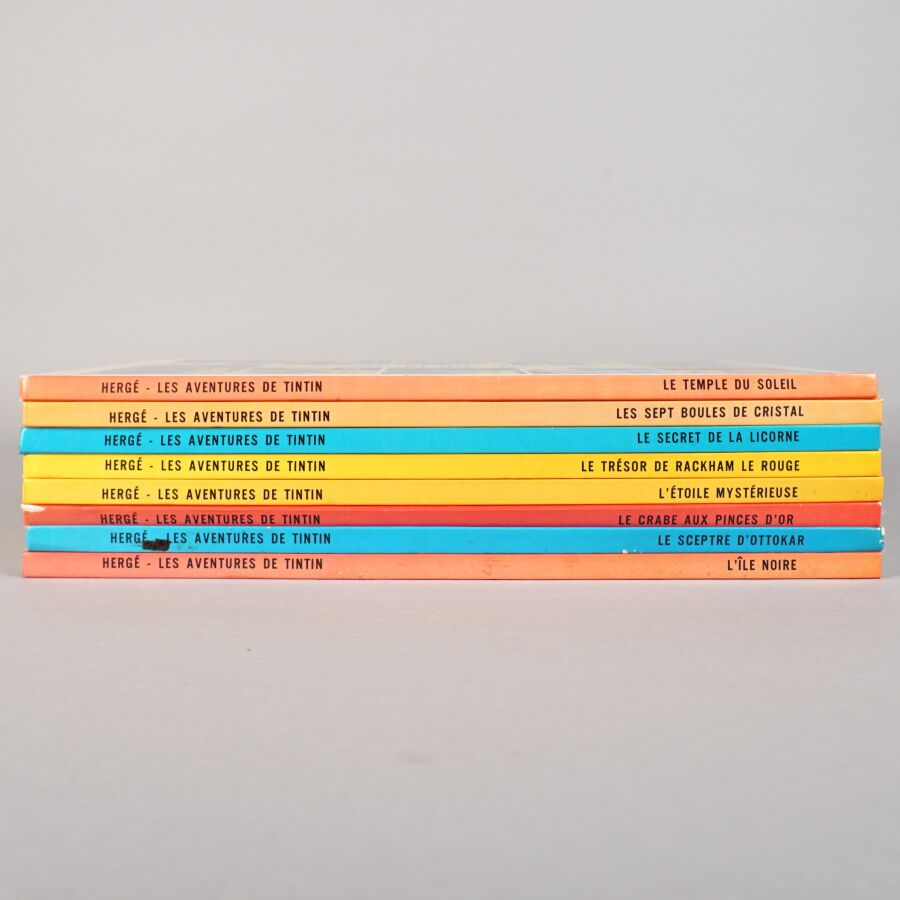 HERGÉ - LES AVENTURES DE TINTIN LE TEMPLE DU SOLEIL
HERGÉ - LES AVENTURES DE TINTIN LES SEPT BOULES DE CRISTAL
HERGÉ - LES AVENTURES DE TINTIN LE SECRET DE LA LICORNE
HERGÉ - LES AVENTURES DE TINTIN LE TRÉSOR DE RACKHAM LE ROUGE
HERGÉ - LES AVENTURES DE TINTIN L'ÉTOILE MYSTÉRIEUSE
HERGÉ - LES AVENTURES DE TINTIN LE CRABE AUX PINCES D'OR
HERGÉ - LES AVENTURES DE TINTIN LE SCEPTRE D'OTTOKAR
HERGÉ - LES AVENTURES DE TINTIN L'ÎLE NOIRE